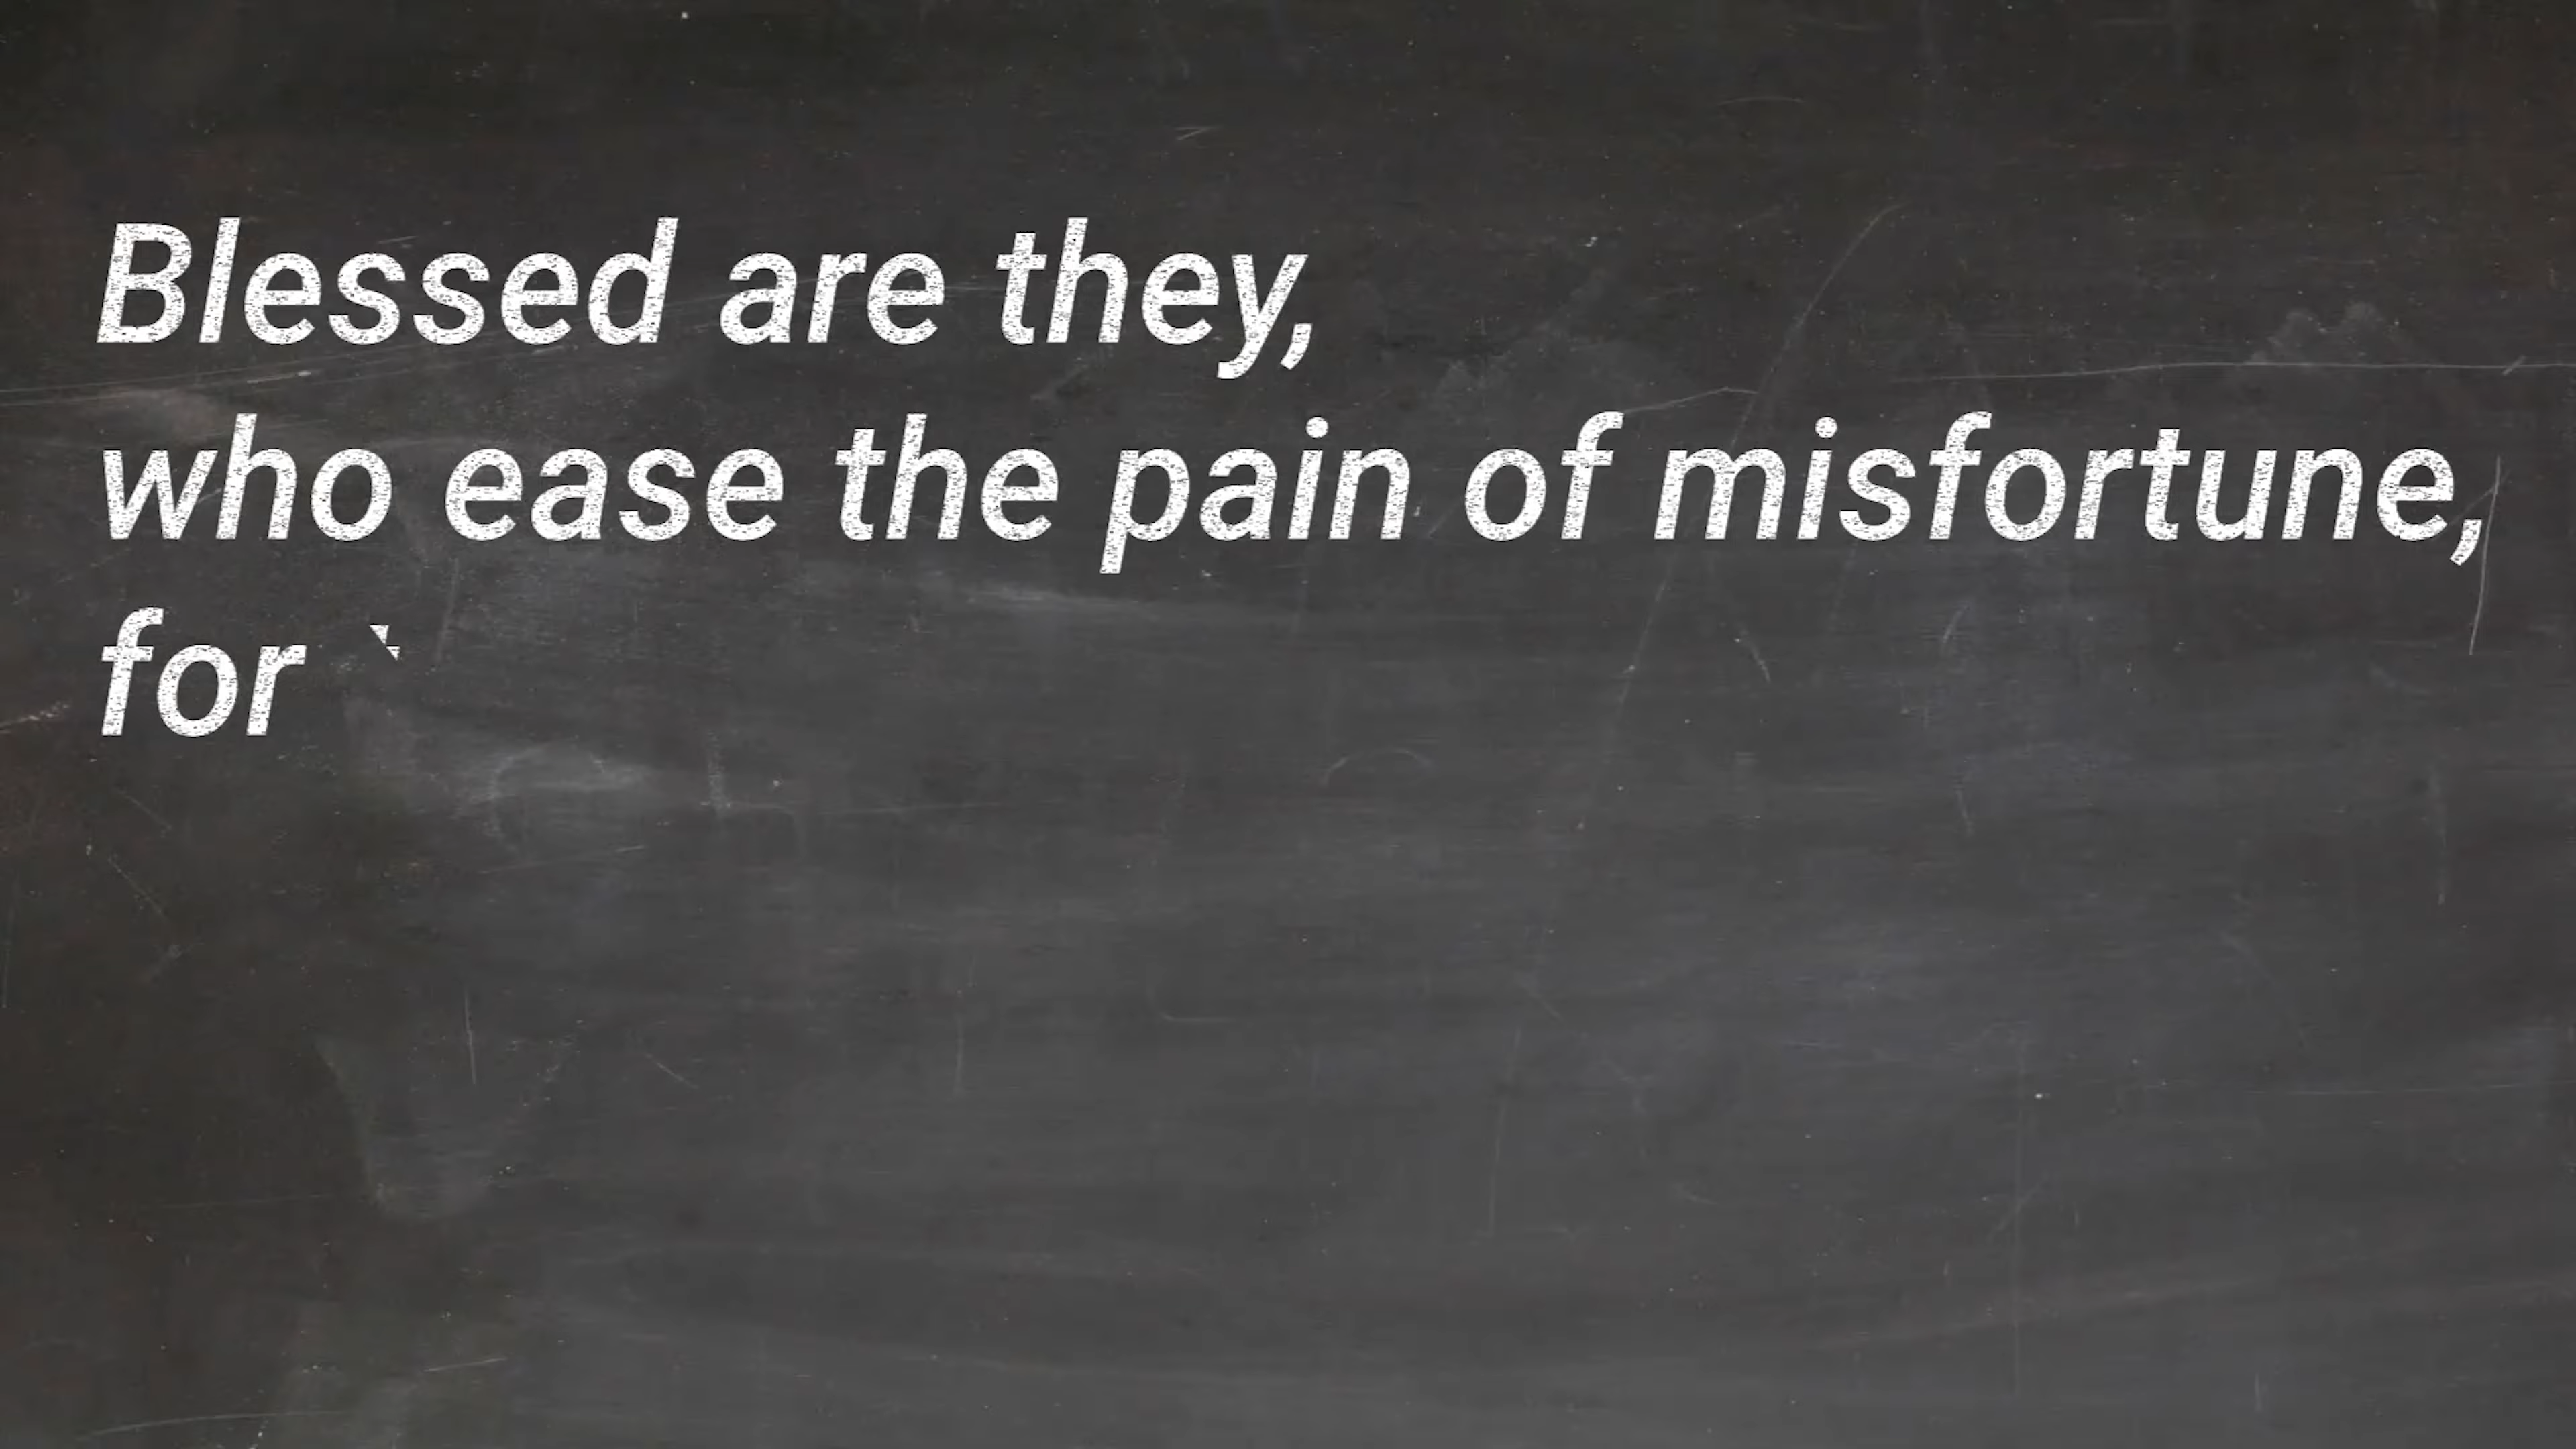 Blessed are they,
who ease the pain of misfortune,
for